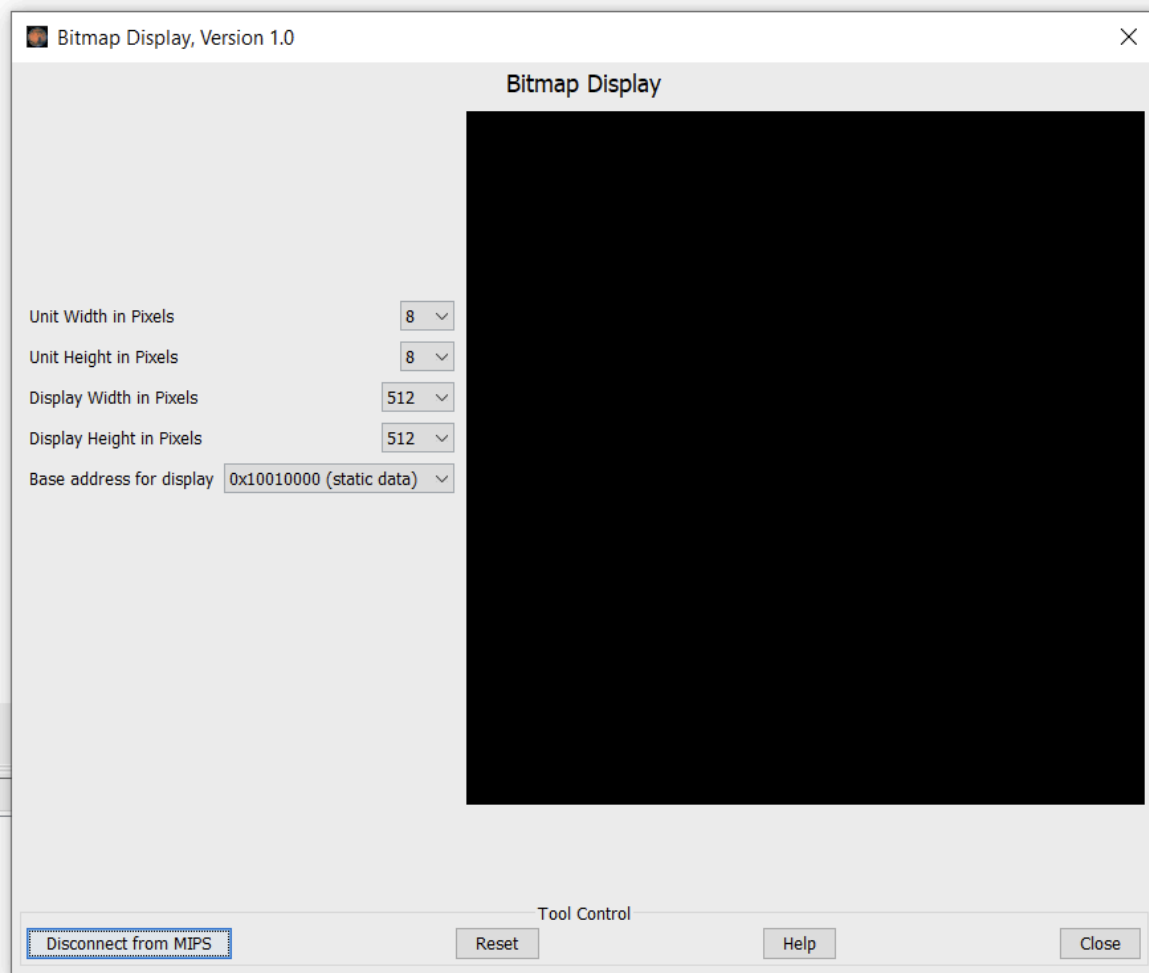 Bitmap Display, Version 1.0
Bitmap Display
Unit Width in Pixels 8
Unit Height in Pixels 8
Display Width in Pixels 512
Display Height in Pixels 512
Base address for display 0x10010000 (static data)
Tool Control
Disconnect from MIPS Reset Help Close